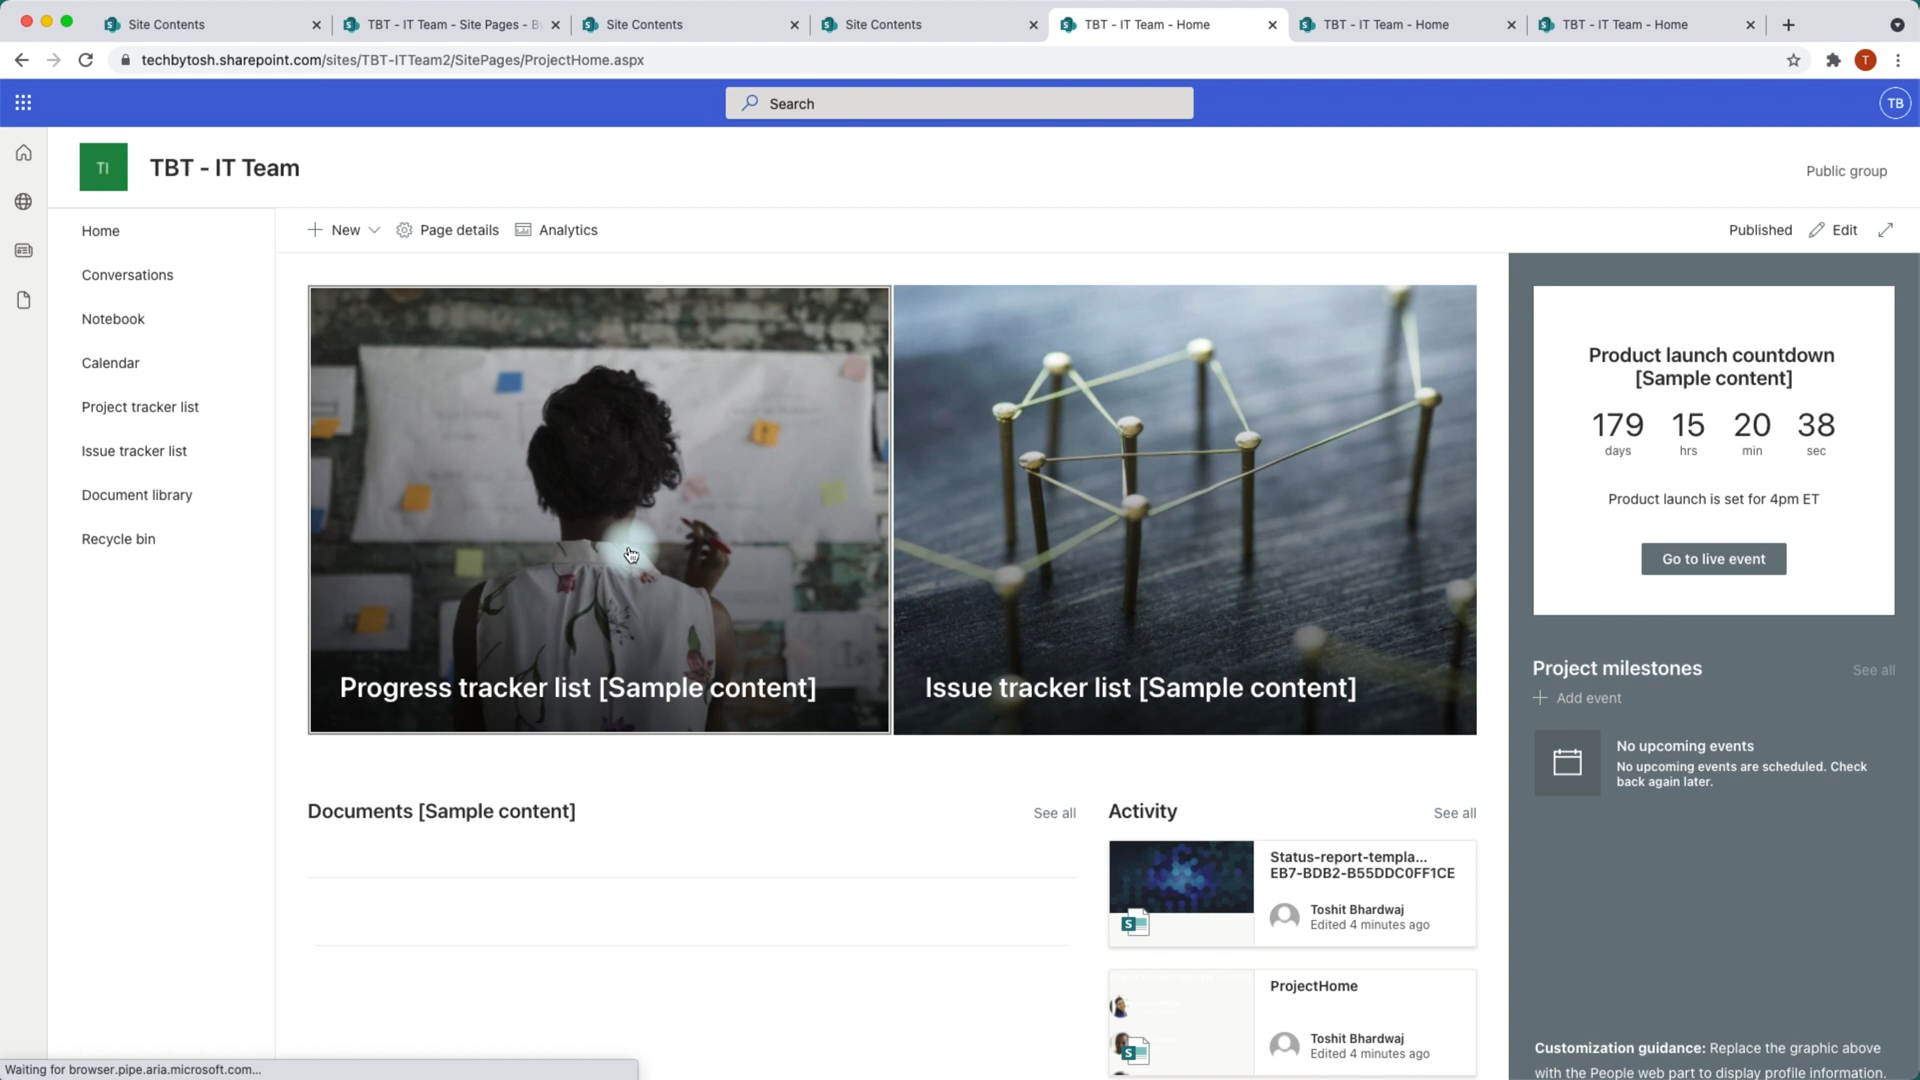 Site Contents
TBT - IT Team - Site Pages - B
Site Contents
Site Contents
TBT - IT Team - Home
TBT - IT Team - Home
TBT - IT Team - Home
techbytosh.sharepoint.com/sites/TBT-ITTeam2/SitePages/ProjectHome.aspx
T
Search
TB
TI
TBT - IT Team
Public group
Home
Conversations
Notebook
Calendar
Project tracker list
Issue tracker list
Document library
Recycle bin
New
Page details
Analytics
Published
Edit
Progress tracker list [Sample content]
Issue tracker list [Sample content]
Product launch countdown
[Sample content]
179 15 20 38
days hrs min sec
Product launch is set for 4pm ET
Go to live event
Project milestones
See all
Add event
No upcoming events
No upcoming events are scheduled. Check
back again later.
Documents [Sample content]
See all
Activity
See all
Status-report-templa...
EB7-BDB2-B55DDC0FF1CE
Toshit Bhardwaj
Edited 4 minutes ago
ProjectHome
Toshit Bhardwaj
Edited 4 minutes ago
Customization guidance: Replace the graphic above
with the People web part to display profile information.
Waiting for browser.pipe.aria.microsoft.com...